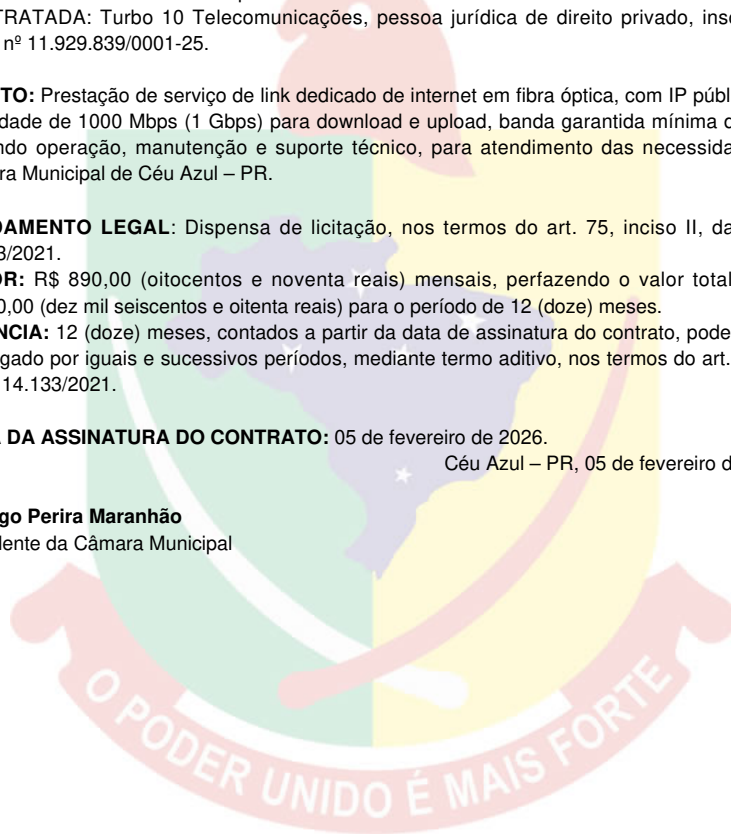 TRATADA: Turbo 10 Telecomunicações, pessoa jurídica de direito privado, inse
nº 11.929.839/0001-25.
TO: Prestação de serviço de link dedicado de internet em fibra óptica, com IP públ
idade de 1000 Mbps (1 Gbps) para download e upload, banda garantida mínima d
ndo operação, manutenção e suporte técnico, para atendimento das necessida
ra Municipal de Céu Azul – PR.
DAMENTO LEGAL: Dispensa de licitação, nos termos do art. 75, inciso II, da
3/2021.
OR: R$ 890,00 (oitocentos e noventa reais) mensais, perfazendo o valor total
0,00 (dez mil seiscentos e oitenta reais) para o período de 12 (doze) meses.
NCIA: 12 (doze) meses, contados a partir da data de assinatura do contrato, pode
gado por iguais e sucessivos períodos, mediante termo aditivo, nos termos do art.
14.133/2021.
A DA ASSINATURA DO CONTRATO: 05 de fevereiro de 2026.
Céu Azul – PR, 05 de fevereiro d
go Perira Maranhão
dente da Câmara Municipal
O PODER UNIDO É MAIS FORTE